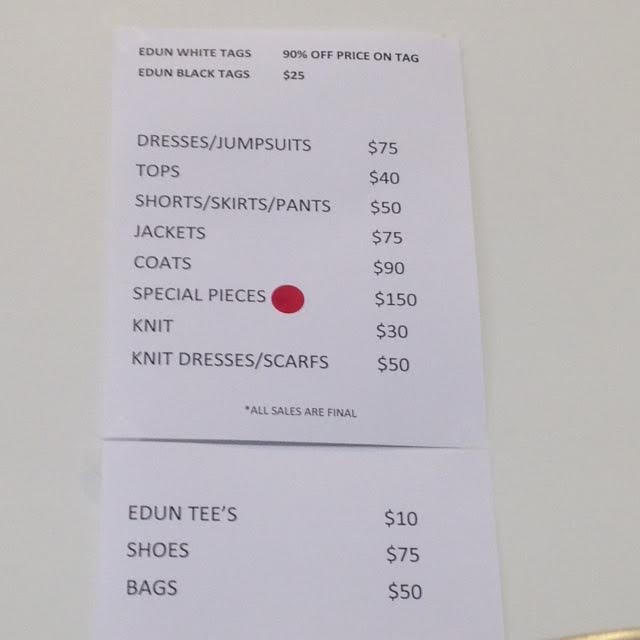 EDUN WHITE TAGS 90% OFF PRICE ON TAG
EDUN BLACK TAGS $25
DRESSES/JUMPSUITS $75
TOPS $40
SHORTS/SKIRTS/PANTS $50
JACKETS $75
COATS $90
SPECIAL PIECES $150
KNIT $30
KNIT DRESSES/SCARFS $50
*ALL SALES ARE FINAL
EDUN TEE'S $10
SHOES $75
BAGS $50